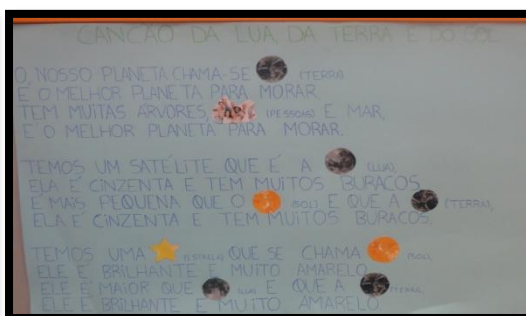 CANÇÃO DA LUA, DA TERRA E DO SOL
O NOSSO PLANETA CHAMA-SE (TERRA)
É O MELHOR PLANETA PARA MORAR.
TEM MUITAS ÁRVORES, (PESSOAS) E MAR,
É O MELHOR PLANETA PARA MORAR.
TEMOS UM SATÉLITE QUE É A (LUA),
ELA É CINZENTA E TEM MUITOS BURACOS
É MAIS PEQUENA QUE O (SOL) E QUE A (TERRA),
ELA É CINZENTA E TEM MUITOS BURACOS.
TEMOS UMA (ESTRELA) QUE SE CHAMA (SOL),
ELE É BRILHANTE E MUITO AMARELO.
ELE É MAIOR QUE (LUA) E QUE A (TERRA),
ELE É BRILHANTE E MUITO AMARELO.